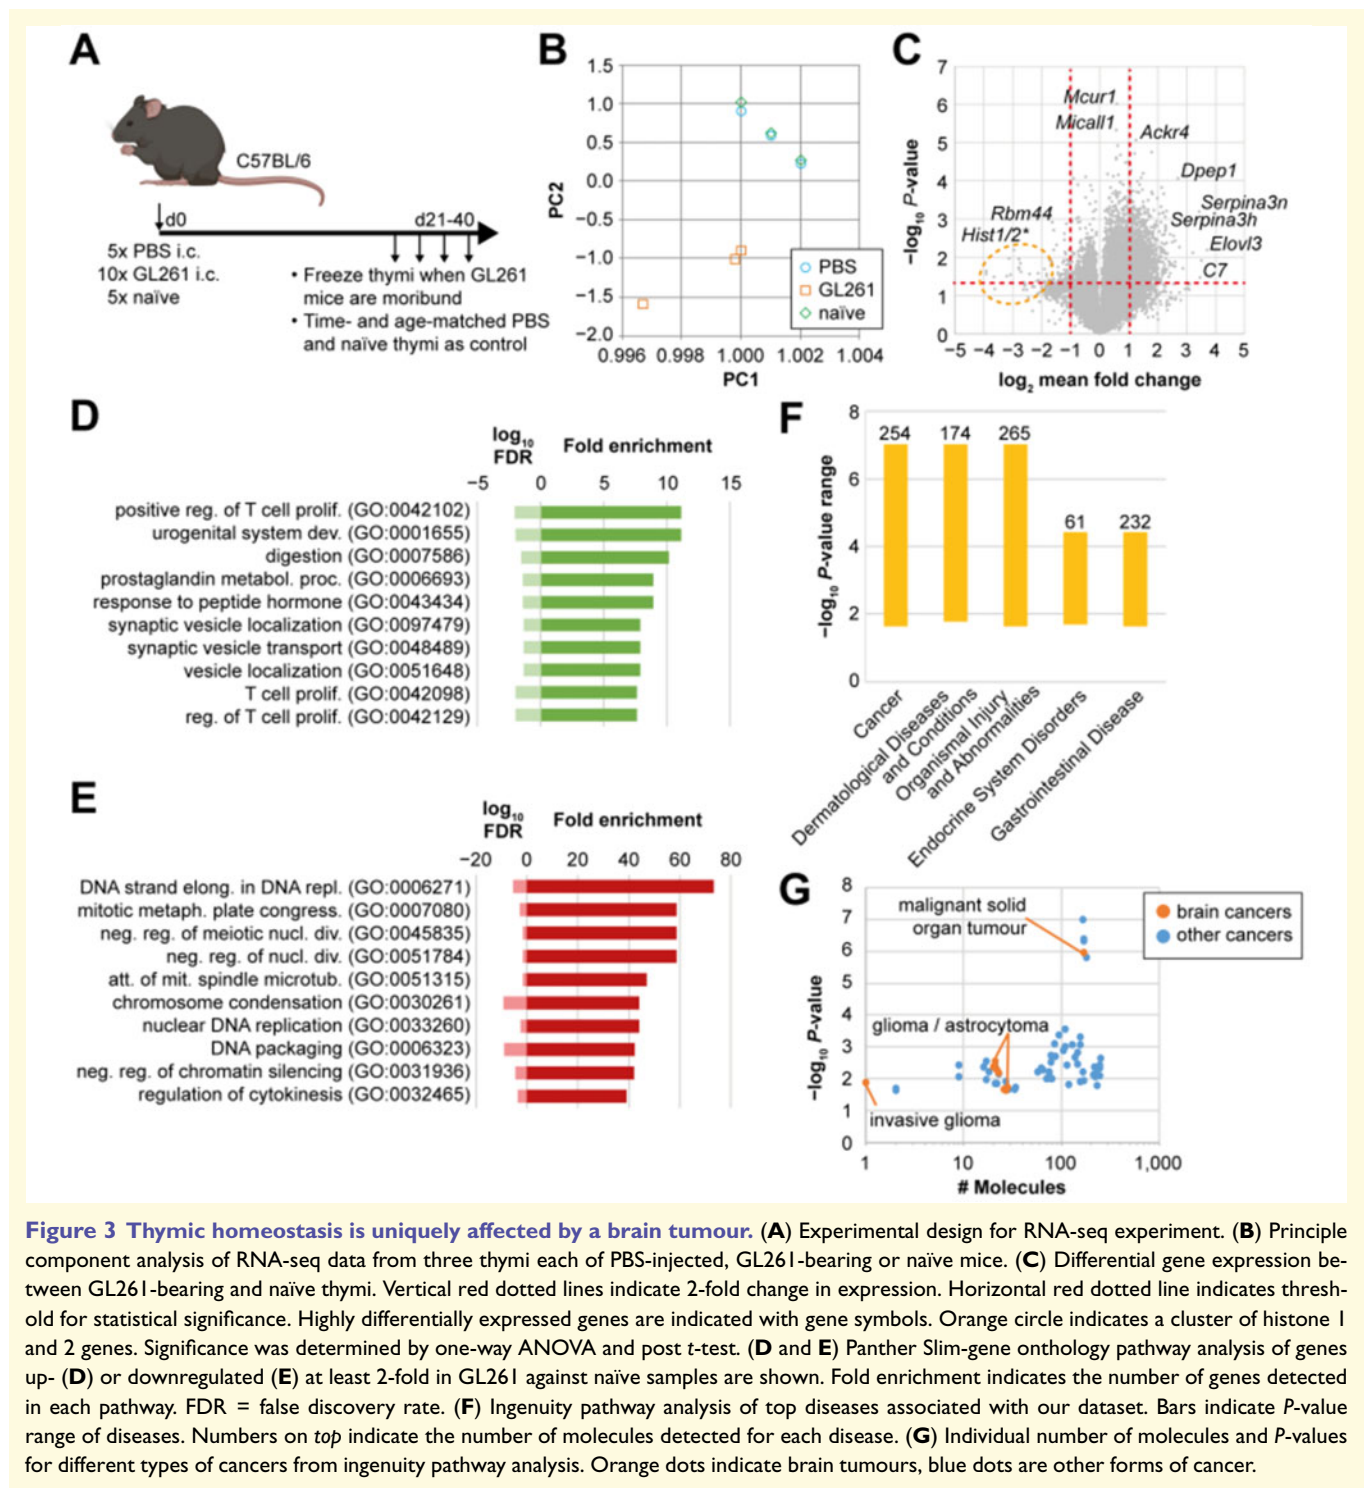 A
C57BL/6
d0
d21-40
5x PBS i.c.
10x GL261 i.c.
5x naïve
• Freeze thymi when GL261
mice are moribund
• Time- and age-matched PBS
and naïve thymi as control
B
1.5
1.0
0.5
0.0
−0.5
−1.0
−1.5
−2.0
PC2
0.996 0.998 1.000 1.002 1.004
PC1
PBS
GL261
naïve
C
7
6
5
4
3
2
1
0
−log10 P-value
Mcur1
Micall1
Ackr4
Dpep1
Serpina3n
Serpina3h
Elovl3
C7
Rbm44
Hist1/2*
−5 −4 −3 −2 −1 0 1 2 3 4 5
log2 mean fold change
D
log10
FDR
Fold enrichment
−5 0 5 10 15
positive reg. of T cell prolif. (GO:0042102)
urogenital system dev. (GO:0001655)
digestion (GO:0007586)
prostaglandin metabol. proc. (GO:0006693)
response to peptide hormone (GO:0043434)
synaptic vesicle localization (GO:0097479)
synaptic vesicle transport (GO:0048489)
vesicle localization (GO:0051648)
T cell prolif. (GO:0042098)
reg. of T cell prolif. (GO:0042129)
E
log10
FDR
Fold enrichment
−20 0 20 40 60 80
DNA strand elong. in DNA repl. (GO:0006271)
mitotic metaph. plate congress. (GO:0007080)
neg. reg. of meiotic nucl. div. (GO:0045835)
neg. reg. of nucl. div. (GO:0051784)
att. of mit. spindle microtub. (GO:0051315)
chromosome condensation (GO:0030261)
nuclear DNA replication (GO:0033260)
DNA packaging (GO:0006323)
neg. reg. of chromatin silencing (GO:0031936)
regulation of cytokinesis (GO:0032465)
F
8
6
4
2
0
−log10 P-value range
254 174 265 61 232
Cancer
Dermatological Diseases
and Conditions
Organismal Injury
and Abnormalities
Endocrine System Disorders
Gastrointestinal Disease
G
8
7
6
5
4
3
2
1
0
−log10 P-value
malignant solid
organ tumour
glioma / astrocytoma
invasive glioma
brain cancers
other cancers
1 10 100 1,000
# Molecules
Figure 3 Thymic homeostasis is uniquely affected by a brain tumour. (A) Experimental design for RNA-seq experiment. (B) Principle
component analysis of RNA-seq data from three thymi each of PBS-injected, GL261-bearing or naïve mice. (C) Differential gene expression be-
tween GL261-bearing and naïve thymi. Vertical red dotted lines indicate 2-fold change in expression. Horizontal red dotted line indicates thresh-
old for statistical significance. Highly differentially expressed genes are indicated with gene symbols. Orange circle indicates a cluster of histone 1
and 2 genes. Significance was determined by one-way ANOVA and post t-test. (D and E) Panther Slim-gene onthology pathway analysis of genes
up- (D) or downregulated (E) at least 2-fold in GL261 against naïve samples are shown. Fold enrichment indicates the number of genes detected
in each pathway. FDR = false discovery rate. (F) Ingenuity pathway analysis of top diseases associated with our dataset. Bars indicate P-value
range of diseases. Numbers on top indicate the number of molecules detected for each disease. (G) Individual number of molecules and P-values
for different types of cancers from ingenuity pathway analysis. Orange dots indicate brain tumours, blue dots are other forms of cancer.